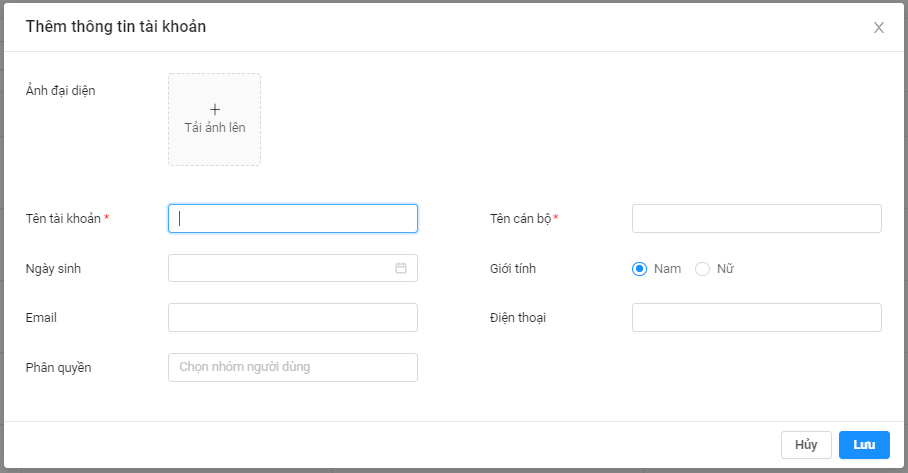 Thêm thông tin tài khoản
Ảnh đại diện
Tải ảnh lên
Tên tài khoản *
Tên cán bộ *
Ngày sinh
Giới tính
Nam
Nữ
Email
Điện thoại
Phân quyền
Chọn nhóm người dùng
Hủy
Lưu